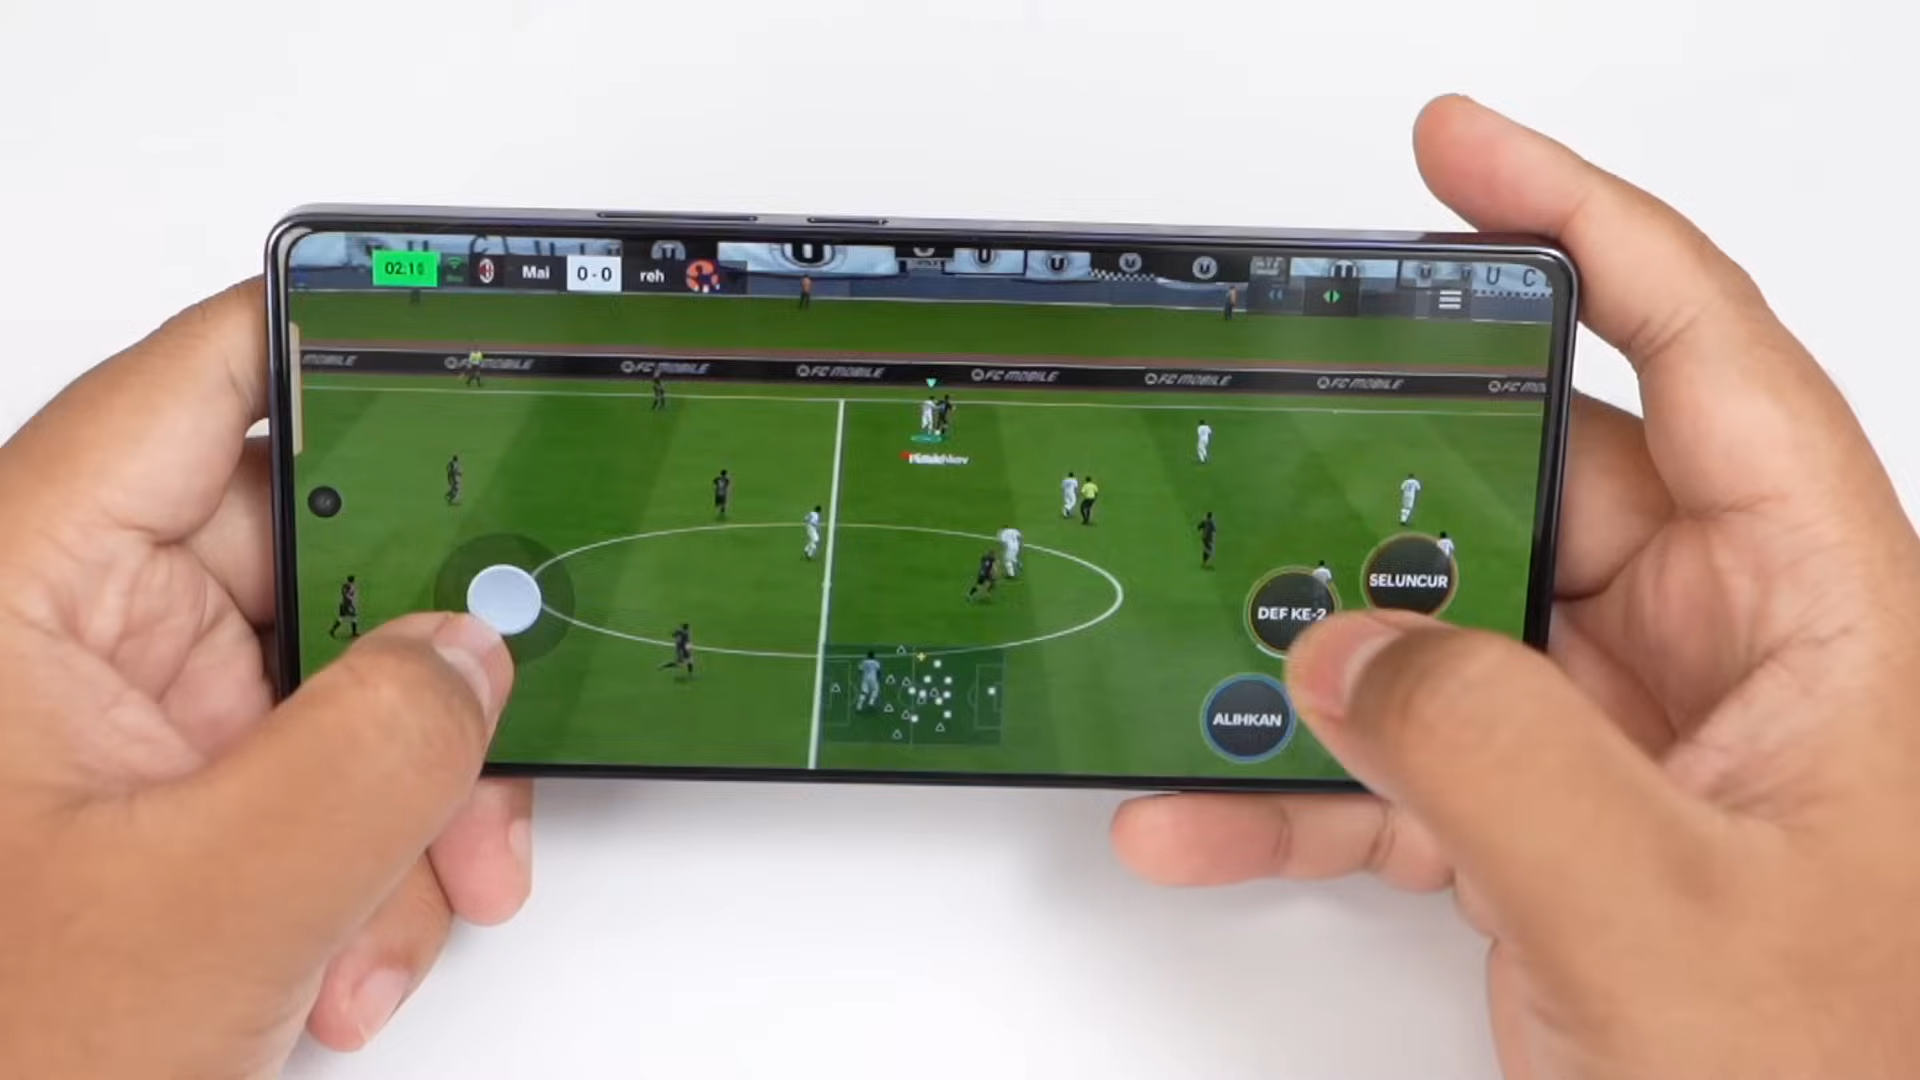 02:10
Mai
0 - 0
reh
U C
FC MOBILE
FC MOBILE
FC MOBILE
FC MOBILE
FC MOBILE
FC MOBILE
SELUNCUR
DEF KE-2
ALIHKAN